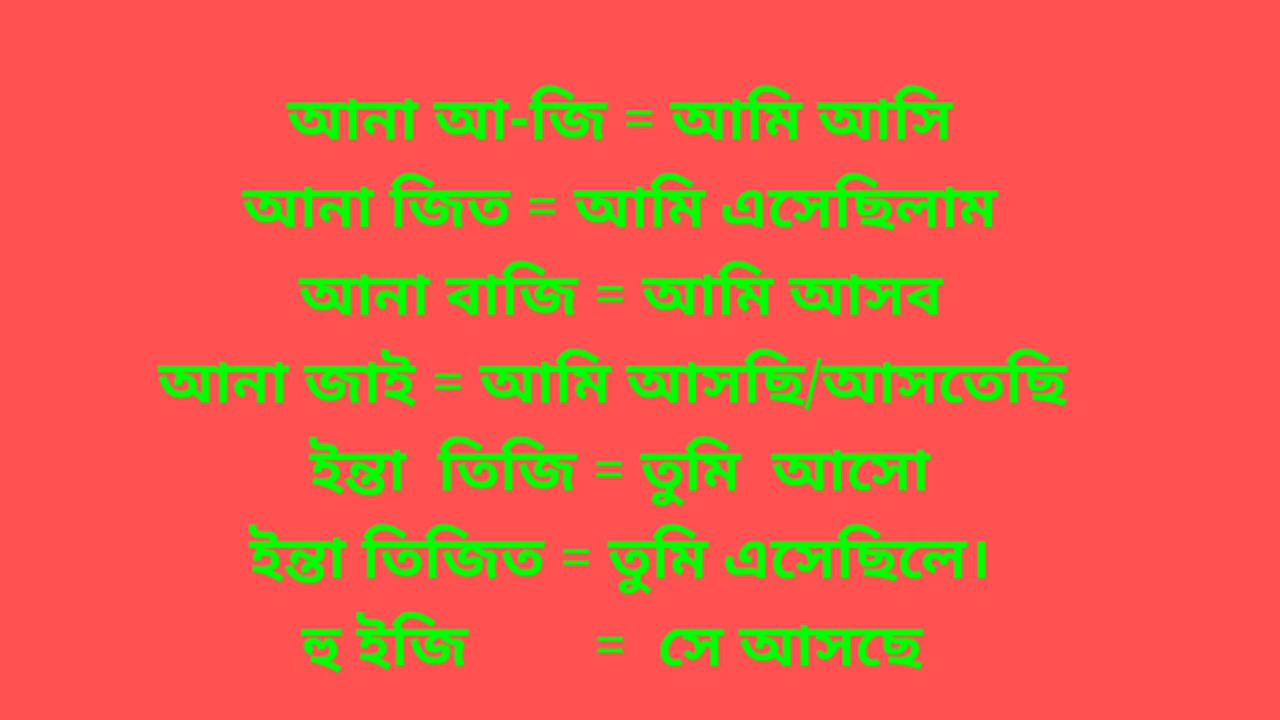 আনা আ-জি = আমি আসি
আনা জিত = আমি এসেছিলাম
আনা বাজি = আমি আসব
আনা জাই = আমি আসছি/আসতেছি
ইন্তা তিজি = তুমি আসো
ইন্তা তিজিত = তুমি এসেছিলে।
হু ইজি = সে আসছে